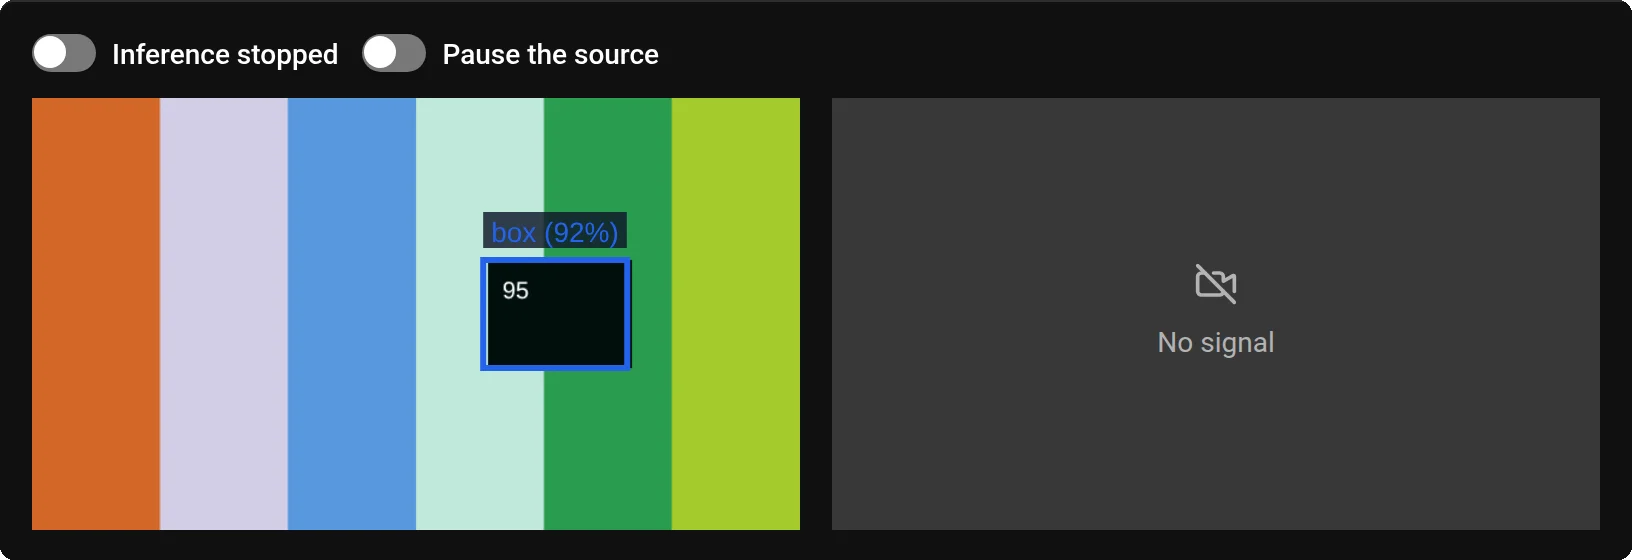 Inference stopped
Pause the source
box (92%)
95
No signal